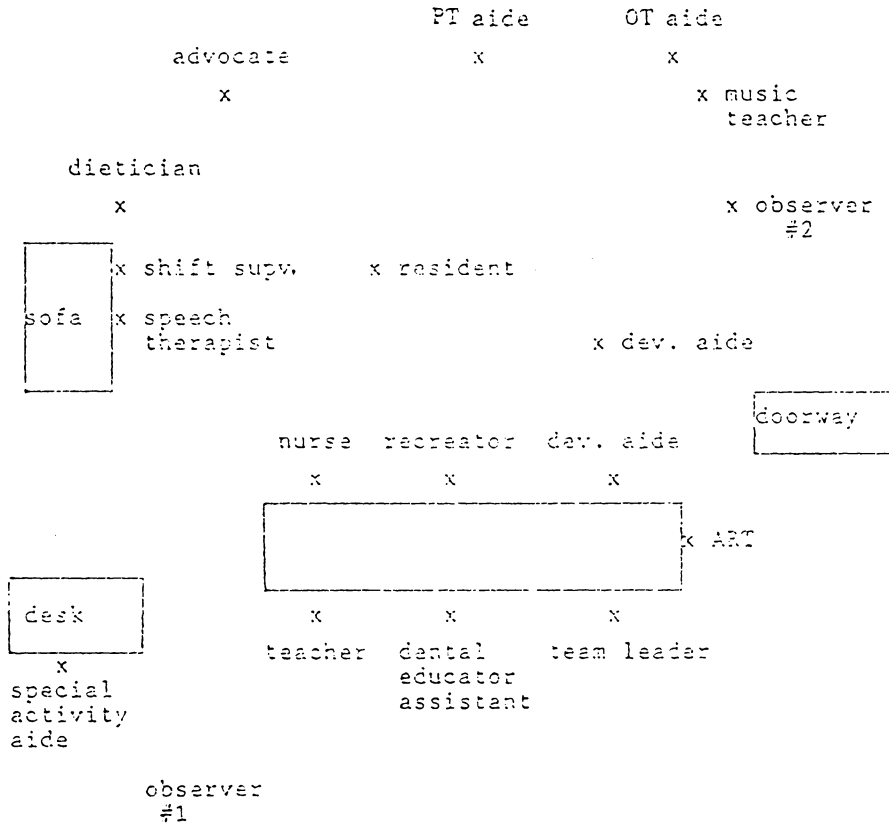 PT aide OT aide
advocate x x
x x music
teacher
dietician
x x observer
#2
x shift supv. x resident
sofa x speech
therapist x dev. aide
doorway
nurse recreator dev. aide
x x x
x ART
desk x x x
teacher dental team leader
x educator
special assistant
activity
aide
observer
#1